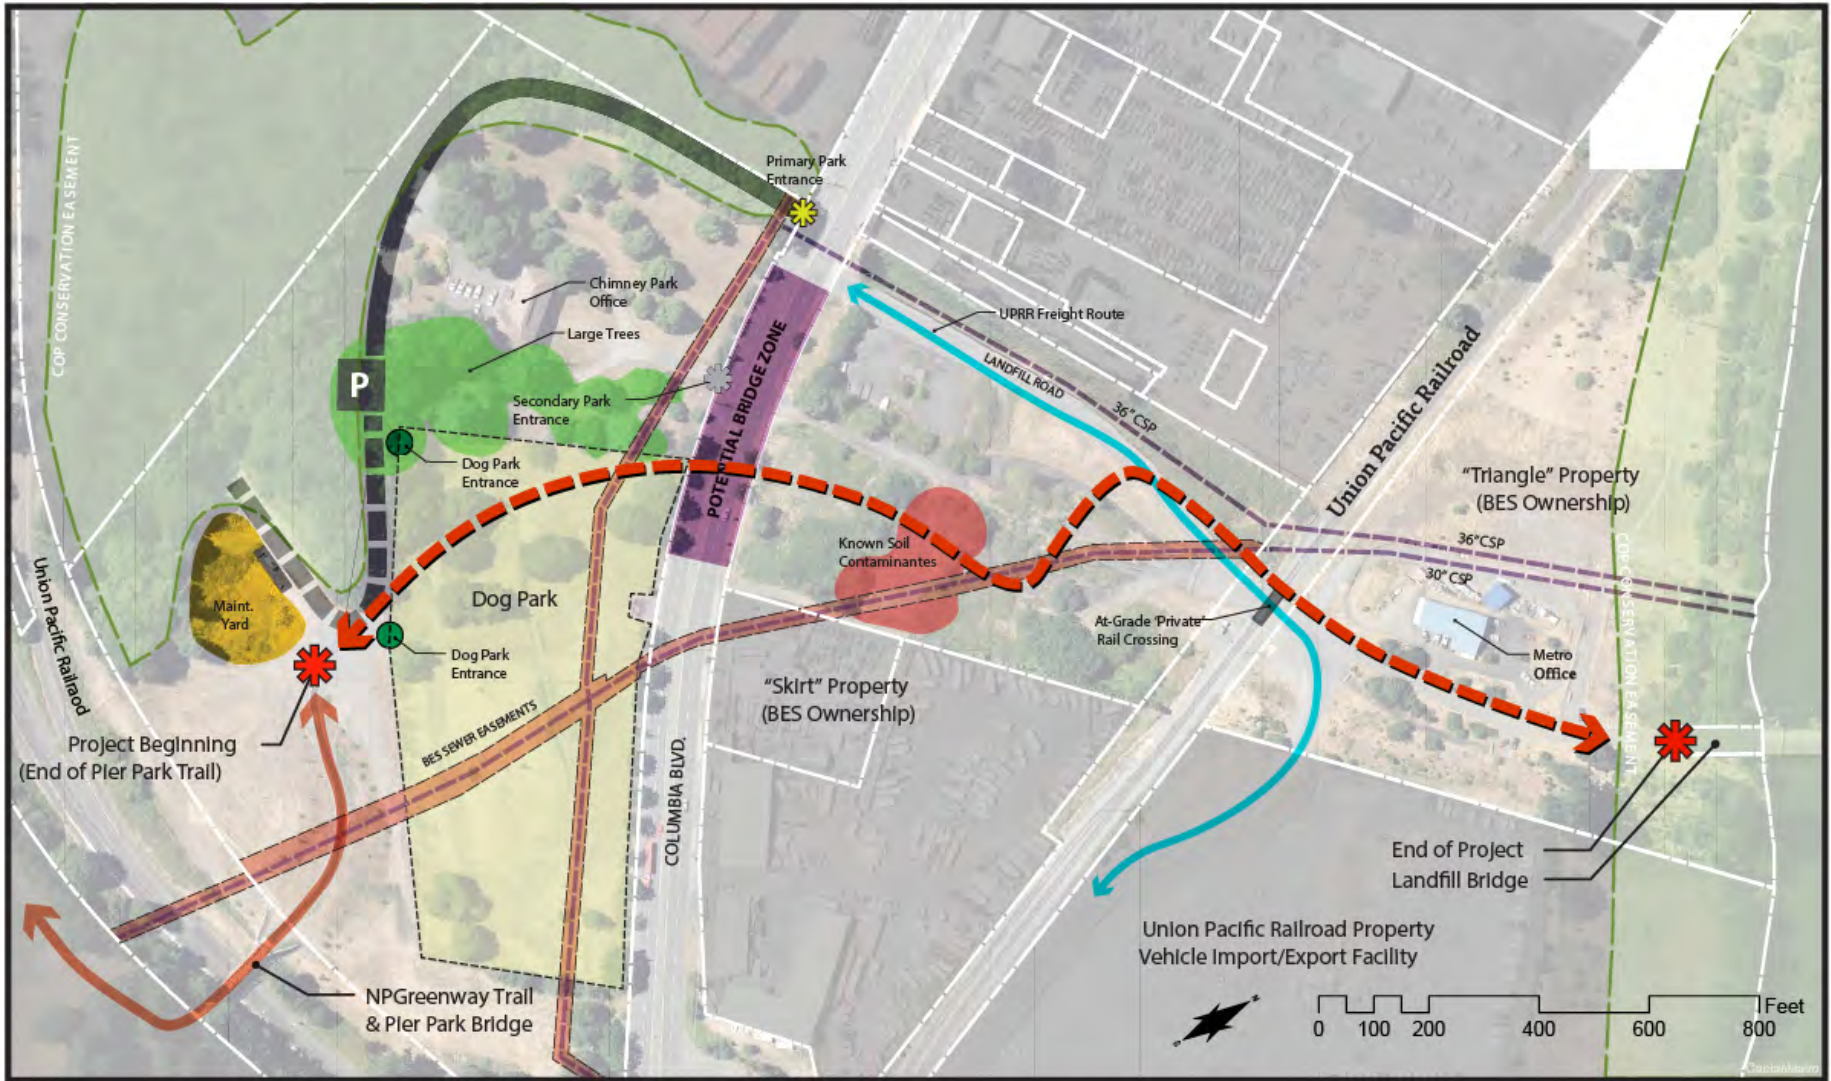 COP CONSERVATION EASEMENT
Primary Park
Entrance
Chimney Park
Office
Large Trees
UPRR Freight Route
LANDFILL ROAD
36" CSP
Union Pacific Railroad
P
Secondary Park
Entrance
POTENTIAL BRIDGE ZONE
Dog Park
Entrance
"Triangle" Property
(BES Ownership)
36"CSP
30" CSP
Known Soil
Contaminantes
COP CONSERVATION EASEMENT
Union Pacific Railroad
Maint.
Yard
Dog Park
At-Grade 'Private'
Rail Crossing
Dog Park
Entrance
Metro
Office
"Skirt" Property
(BES Ownership)
BES SEWER EASEMENTS
Project Beginning
(End of Pier Park Trail)
COLUMBIA BLVD.
End of Project
Landfill Bridge
Union Pacific Railroad Property
Vehicle Import/Export Facility
NPGreenway Trail
& Pier Park Bridge
Feet
0 100 200 400 600 800